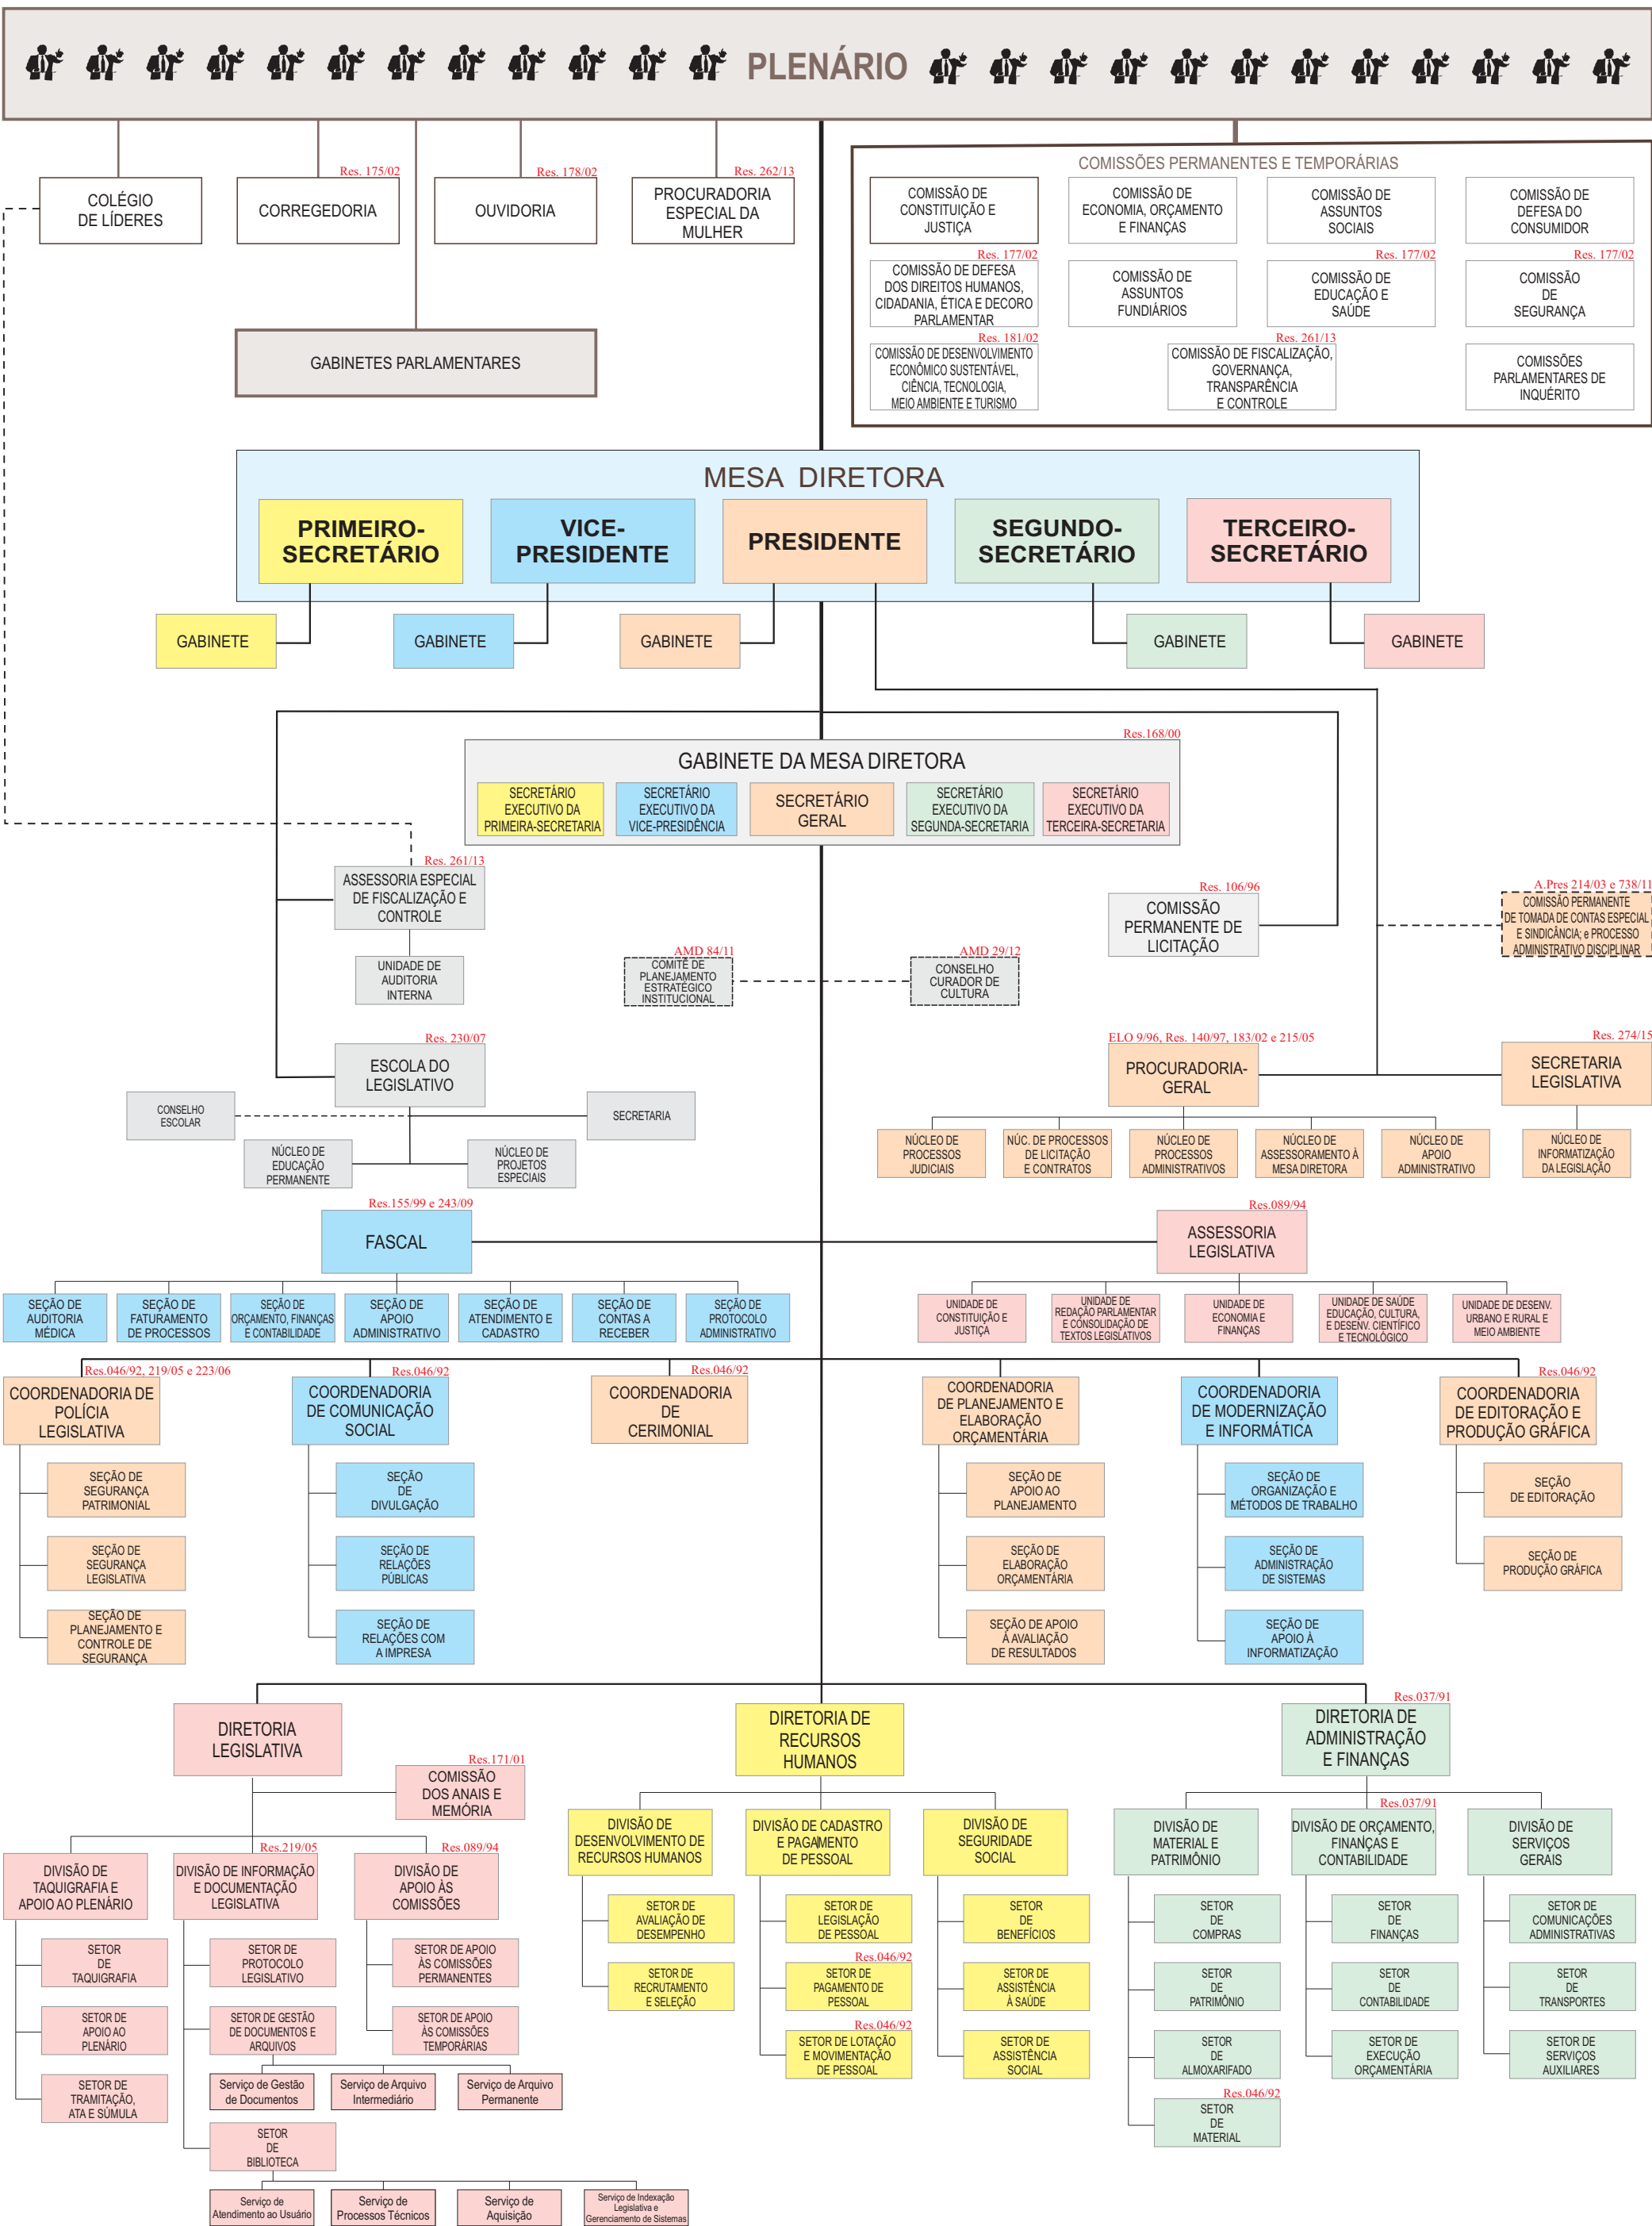 PLENÁRIO
Res. 175/02
Res. 178/02
Res. 262/13
COLÉGIO
DE LÍDERES
CORREGEDORIA
OUVIDORIA
PROCURADORIA
ESPECIAL DA
MULHER
GABINETES PARLAMENTARES
COMISSÕES PERMANENTES E TEMPORÁRIAS
COMISSÃO DE
CONSTITUIÇÃO E
JUSTIÇA
COMISSÃO DE
ECONOMIA, ORÇAMENTO
E FINANÇAS
COMISSÃO DE
ASSUNTOS
SOCIAIS
COMISSÃO DE
DEFESA DO
CONSUMIDOR
Res. 177/02
COMISSÃO DE DEFESA
DOS DIREITOS HUMANOS,
CIDADANIA, ÉTICA E DECORO
PARLAMENTAR
COMISSÃO DE
ASSUNTOS
FUNDIÁRIOS
Res. 177/02
COMISSÃO DE
EDUCAÇÃO E
SAÚDE
Res. 177/02
COMISSÃO
DE
SEGURANÇA
Res. 181/02
COMISSÃO DE DESENVOLVIMENTO
ECONÔMICO SUSTENTÁVEL,
CIÊNCIA, TECNOLOGIA,
MEIO AMBIENTE E TURISMO
Res. 261/13
COMISSÃO DE FISCALIZAÇÃO,
GOVERNANÇA,
TRANSPARÊNCIA
E CONTROLE
COMISSÕES
PARLAMENTARES DE
INQUÉRITO
MESA DIRETORA
PRIMEIRO-
SECRETÁRIO
VICE-
PRESIDENTE
PRESIDENTE
SEGUNDO-
SECRETÁRIO
TERCEIRO-
SECRETÁRIO
GABINETE
GABINETE
GABINETE
GABINETE
GABINETE
Res.168/00
GABINETE DA MESA DIRETORA
SECRETÁRIO
EXECUTIVO DA
PRIMEIRA-SECRETARIA
SECRETÁRIO
EXECUTIVO DA
VICE-PRESIDÊNCIA
SECRETÁRIO
GERAL
SECRETÁRIO
EXECUTIVO DA
SEGUNDA-SECRETARIA
SECRETÁRIO
EXECUTIVO DA
TERCEIRA-SECRETARIA
Res. 261/13
ASSESSORIA ESPECIAL
DE FISCALIZAÇÃO E
CONTROLE
UNIDADE DE
AUDITORIA
INTERNA
AMD 84/11
COMITÊ DE
PLANEJAMENTO
ESTRATÉGICO
INSTITUCIONAL
AMD 29/12
CONSELHO
CURADOR DE
CULTURA
Res. 106/96
COMISSÃO
PERMANENTE DE
LICITAÇÃO
A.Pres 214/03 e 738/11
COMISSÃO PERMANENTE
DE TOMADA DE CONTAS ESPECIAL
E SINDICÂNCIA; e PROCESSO
ADMINISTRATIVO DISCIPLINAR
Res. 230/07
ESCOLA DO
LEGISLATIVO
CONSELHO
ESCOLAR
SECRETARIA
NÚCLEO DE
EDUCAÇÃO
PERMANENTE
NÚCLEO DE
PROJETOS
ESPECIAIS
ELO 9/96, Res. 140/97, 183/02 e 215/05
PROCURADORIA-
GERAL
Res. 274/15
SECRETARIA
LEGISLATIVA
NÚCLEO DE
PROCESSOS
JUDICIAIS
NÚC. DE PROCESSOS
DE LICITAÇÃO
E CONTRATOS
NÚCLEO DE
PROCESSOS
ADMINISTRATIVOS
NÚCLEO DE
ASSESSORAMENTO À
MESA DIRETORA
NÚCLEO DE
APOIO
ADMINISTRATIVO
NÚCLEO DE
INFORMATIZAÇÃO
DA LEGISLAÇÃO
Res.155/99 e 243/09
FASCAL
Res.089/94
ASSESSORIA
LEGISLATIVA
SEÇÃO DE
AUDITORIA
MÉDICA
SEÇÃO DE
FATURAMENTO
DE PROCESSOS
SEÇÃO DE
ORÇAMENTO, FINANÇAS
E CONTABILIDADE
SEÇÃO DE
APOIO
ADMINISTRATIVO
SEÇÃO DE
ATENDIMENTO E
CADASTRO
SEÇÃO DE
CONTAS A
RECEBER
SEÇÃO DE
PROTOCOLO
ADMINISTRATIVO
UNIDADE DE
CONSTITUIÇÃO E
JUSTIÇA
UNIDADE DE
REDAÇÃO PARLAMENTAR
E CONSOLIDAÇÃO DE
TEXTOS LEGISLATIVOS
UNIDADE DE
ECONOMIA E
FINANÇAS
UNIDADE DE SAÚDE
EDUCAÇÃO, CULTURA,
E DESENV. CIENTÍFICO
E TECNOLÓGICO
UNIDADE DE DESENV.
URBANO E RURAL E
MEIO AMBIENTE
Res.046/92, 219/05 e 223/06
COORDENADORIA DE
POLÍCIA
LEGISLATIVA
Res.046/92
COORDENADORIA
DE COMUNICAÇÃO
SOCIAL
Res.046/92
COORDENADORIA
DE
CERIMONIAL
COORDENADORIA
DE PLANEJAMENTO E
ELABORAÇÃO
ORÇAMENTÁRIA
COORDENADORIA
DE MODERNIZAÇÃO
E INFORMÁTICA
Res.046/92
COORDENADORIA
DE EDITORAÇÃO E
PRODUÇÃO GRÁFICA
SEÇÃO DE
SEGURANÇA
PATRIMONIAL
SEÇÃO
DE
DIVULGAÇÃO
SEÇÃO DE
APOIO AO
PLANEJAMENTO
SEÇÃO DE
ORGANIZAÇÃO E
MÉTODOS DE TRABALHO
SEÇÃO
DE EDITORAÇÃO
SEÇÃO DE
SEGURANÇA
LEGISLATIVA
SEÇÃO DE
RELAÇÕES
PÚBLICAS
SEÇÃO DE
ELABORAÇÃO
ORÇAMENTÁRIA
SEÇÃO DE
ADMINISTRAÇÃO
DE SISTEMAS
SEÇÃO DE
PRODUÇÃO GRÁFICA
SEÇÃO DE
PLANEJAMENTO E
CONTROLE DE
SEGURANÇA
SEÇÃO DE
RELAÇÕES COM
A IMPRESA
SEÇÃO DE APOIO
À AVALIAÇÃO
DE RESULTADOS
SEÇÃO DE
APOIO À
INFORMATIZAÇÃO
DIRETORIA
LEGISLATIVA
DIRETORIA DE
RECURSOS
HUMANOS
Res.037/91
DIRETORIA DE
ADMINISTRAÇÃO
E FINANÇAS
Res.171/01
COMISSÃO
DOS ANAIS E
MEMÓRIA
DIVISÃO DE
TAQUIGRAFIA E
APOIO AO PLENÁRIO
Res.219/05
DIVISÃO DE INFORMAÇÃO
E DOCUMENTAÇÃO
LEGISLATIVA
Res.089/94
DIVISÃO DE
APOIO ÀS
COMISSÕES
DIVISÃO DE
DESENVOLVIMENTO DE
RECURSOS HUMANOS
DIVISÃO DE CADASTRO
E PAGAMENTO
DE PESSOAL
DIVISÃO DE
SEGURIDADE
SOCIAL
DIVISÃO DE
MATERIAL E
PATRIMÔNIO
Res.037/91
DIVISÃO DE ORÇAMENTO,
FINANÇAS E
CONTABILIDADE
DIVISÃO DE
SERVIÇOS
GERAIS
SETOR
DE
TAQUIGRAFIA
SETOR DE
PROTOCOLO
LEGISLATIVO
SETOR DE APOIO
ÀS COMISSÕES
PERMANENTES
SETOR DE
AVALIAÇÃO DE
DESEMPENHO
SETOR DE
LEGISLAÇÃO
DE PESSOAL
SETOR
DE
BENEFÍCIOS
SETOR
DE
COMPRAS
SETOR
DE
FINANÇAS
SETOR DE
COMUNICAÇÕES
ADMINISTRATIVAS
SETOR DE
APOIO AO
PLENÁRIO
SETOR DE GESTÃO
DE DOCUMENTOS E
ARQUIVOS
SETOR DE APOIO
ÀS COMISSÕES
TEMPORÁRIAS
SETOR DE
RECRUTAMENTO
E SELEÇÃO
Res.046/92
SETOR DE
PAGAMENTO DE
PESSOAL
SETOR DE
ASSISTÊNCIA
À SAÚDE
SETOR
DE
PATRIMÔNIO
SETOR
DE
CONTABILIDADE
SETOR
DE
TRANSPORTES
Res.046/92
SETOR DE LOTAÇÃO
E MOVIMENTAÇÃO
DE PESSOAL
SETOR DE
ASSISTÊNCIA
SOCIAL
SETOR
DE
ALMOXARIFADO
SETOR DE
EXECUÇÃO
ORÇAMENTÁRIA
SETOR DE
SERVIÇOS
AUXILIARES
SETOR DE
TRAMITAÇÃO,
ATA E SÚMULA
Serviço de Gestão
de Documentos
Serviço de Arquivo
Intermediário
Serviço de Arquivo
Permanente
Res.046/92
SETOR
DE
MATERIAL
SETOR
DE
BIBLIOTECA
Serviço de
Atendimento ao Usuário
Serviço de
Processos Técnicos
Serviço de
Aquisição
Serviço de Indexação
Legislativa e
Gerenciamento de Sistemas